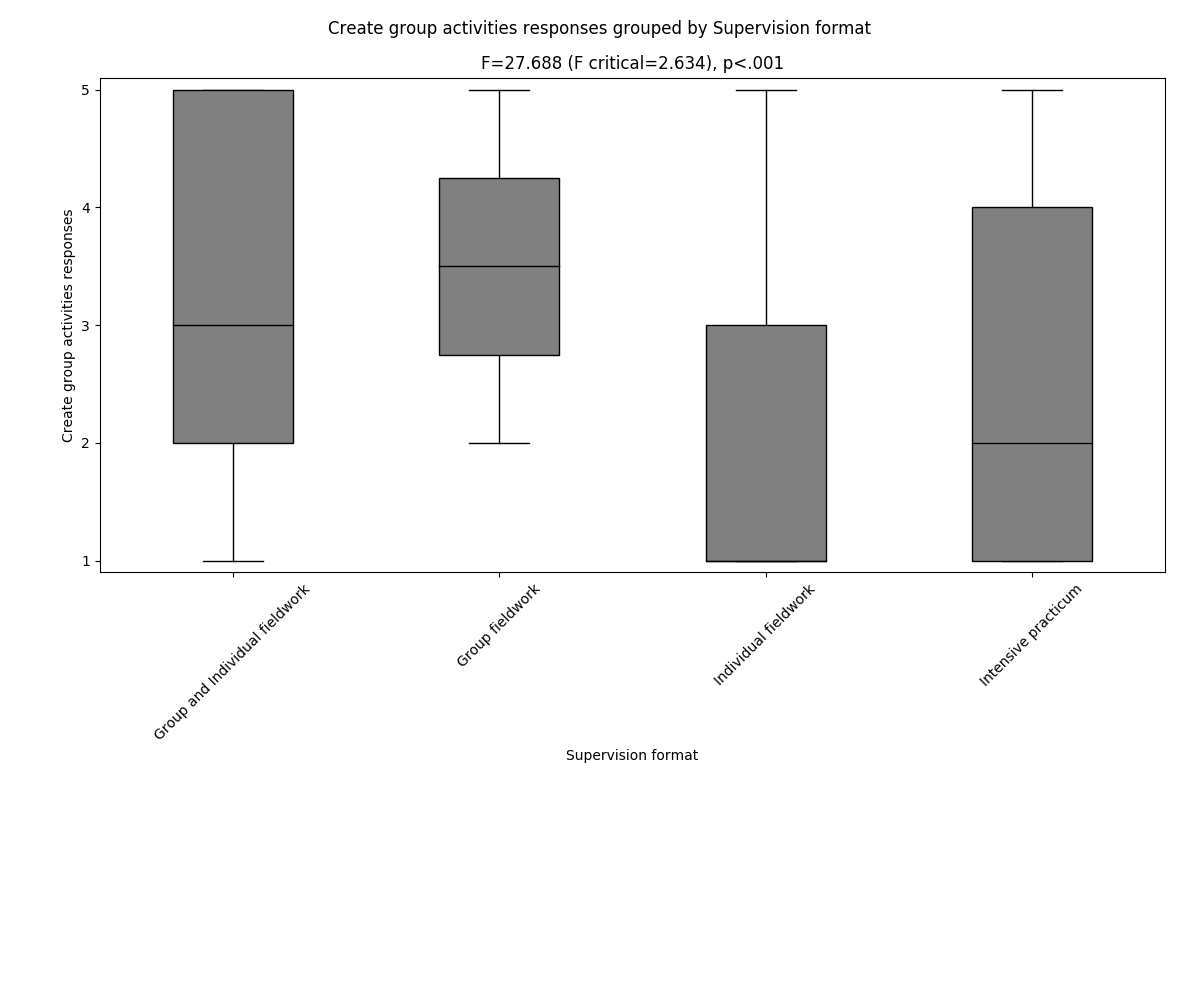 Create group activities responses grouped by Supervision format
F=27.688 (F critical=2.634), p<.001
Create group activities responses
5
4
3
2
1
Group and Individual fieldwork
Group fieldwork
Individual fieldwork
Intensive practicum
Supervision format